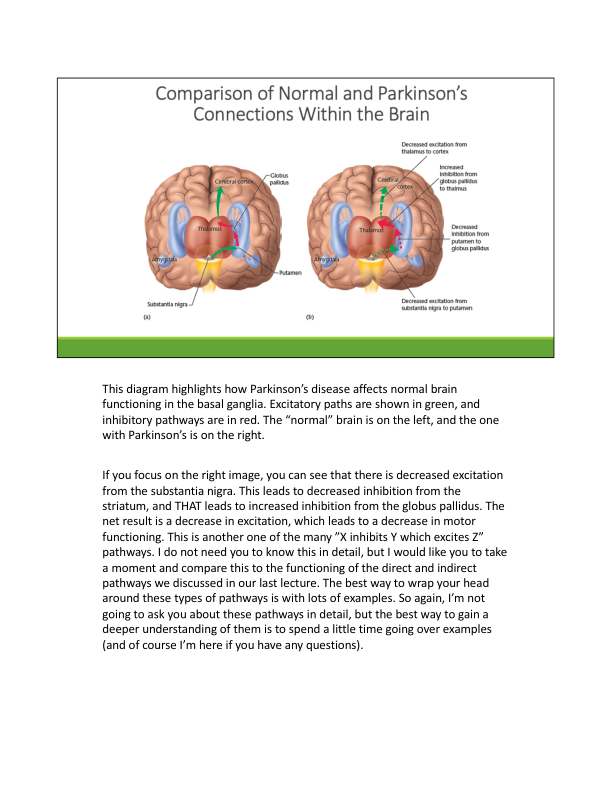 Comparison of Normal and Parkinson’s
Connections Within the Brain
Decreased excitation from
thalamus to cortex
Increased
inhibition from
globus pallidus
to thalmus
Globus
pallidus
Cerebral cortex
Cerebral
cortex
Thalamus
Thalamus
Decreased
inhibition from
putamen to
globus pallidus
Amygdala
Amygdala
Putamen
Substantia nigra
Decreased excitation from
substantia nigra to putamen
(a)
(b)
This diagram highlights how Parkinson’s disease affects normal brain
functioning in the basal ganglia. Excitatory paths are shown in green, and
inhibitory pathways are in red. The “normal” brain is on the left, and the one
with Parkinson’s is on the right.
If you focus on the right image, you can see that there is decreased excitation
from the substantia nigra. This leads to decreased inhibition from the
striatum, and THAT leads to increased inhibition from the globus pallidus. The
net result is a decrease in excitation, which leads to a decrease in motor
functioning. This is another one of the many ”X inhibits Y which excites Z”
pathways. I do not need you to know this in detail, but I would like you to take
a moment and compare this to the functioning of the direct and indirect
pathways we discussed in our last lecture. The best way to wrap your head
around these types of pathways is with lots of examples. So again, I’m not
going to ask you about these pathways in detail, but the best way to gain a
deeper understanding of them is to spend a little time going over examples
(and of course I’m here if you have any questions).